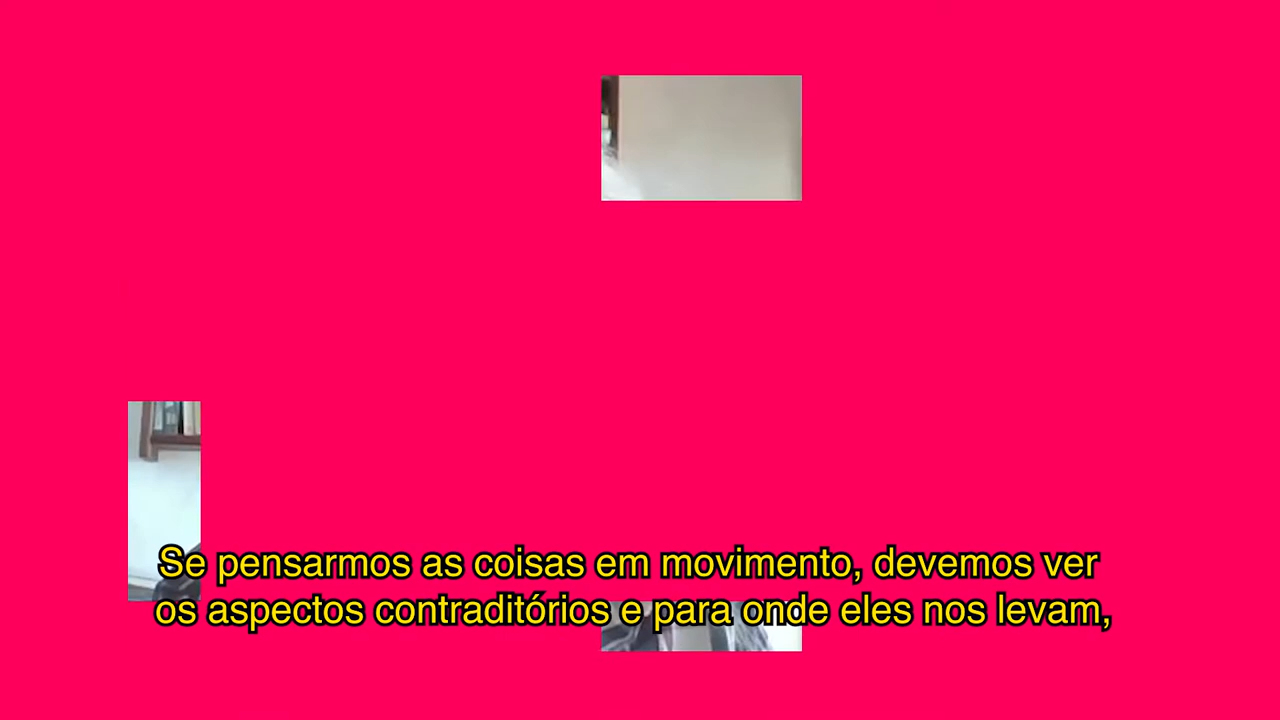 Se pensarmos as coisas em movimento, devemos ver
os aspectos contraditórios e para onde eles nos levam,